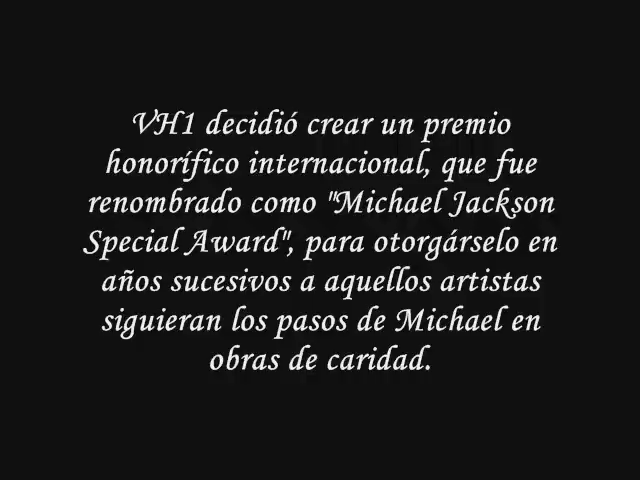 VH1 decidió crear un premio
honorífico internacional, que fue
renombrado como "Michael Jackson
Special Award", para otorgárselo en
años sucesivos a aquellos artistas
siguieran los pasos de Michael en
obras de caridad.